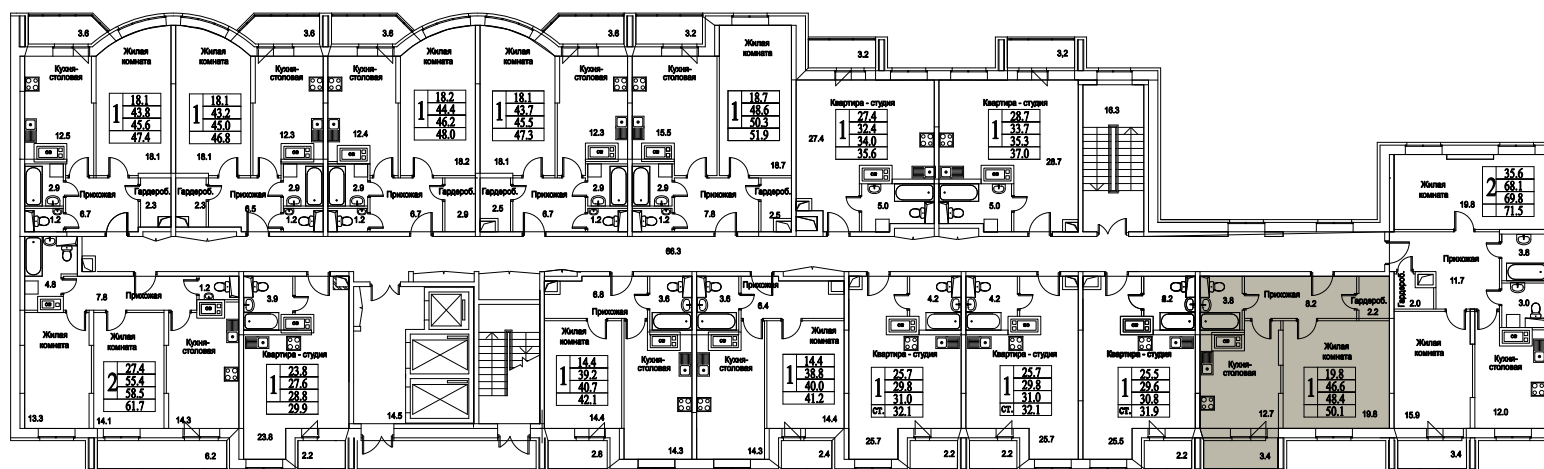 3.6
3.6
3.6
3.6
3.2
3.2
3,2
Жилая
комната
Жилая
комната
Жилая
комната
Жилая
комната
Жилая
комната
Кухня-
столовая
Кухня-
столовая
Кухня-
столовая
Кухня-
столовая
Кухня-
столовая
1
18.1
43.8
45.6
47.4
1
18.1
43.2
45.0
46.8
1
18.2
44.4
46.2
48.0
1
18.1
43.7
45.5
47.3
1
18.7
48.6
50.3
51.9
Квартира - студия
1
27.4
32.4
34.0
35.6
Квартира - студия
1
28.7
33.7
35.3
37.0
16.3
12.5
18.1
18.1
12.3
12.4
18.2
18.1
12.3
15.5
18.7
27.4
28.7
2.9
Прихожая
Гардероб.
2.3
6.7
1.2
Гардероб.
2.3
Прихожая
6.5
2.9
1.2
2.9
Прихожая
6.7
1.2
Гардероб.
2.9
Гардероб.
2.5
Прихожая
6.7
2.9
1.2
2.9
Прихожая
7.8
1.2
Гардероб.
2.5
5.0
5.0
Жилая
комната
19.8
2
35.6
68.1
69.8
71.5
66.3
4.8
7.8
Прихожая
1.2
3.9
6.8
Прихожая
3.6
3.6
Прихожая
6.4
4.2
4.2
8.2
3.8
Прихожая
8.2
Гардероб.
2.2
Гардероб.
2.0
Прихожая
11.7
3.8
3.0
Жилая
комната
Жилая
комната
Кухня-
столовая
2
27.4
55.4
58.5
61.7
13.3
14.1
14.3
6.2
Квартира - студия
1
23.8
27.6
28.8
29.9
23.8
2.2
14.5
Жилая
комната
1
14.4
39.2
40.7
42.1
14.4
Кухня-
столовая
14.3
2.6
Кухня-
столовая
14.3
Жилая
комната
1
14.4
38.8
40.0
41.2
14.4
2.4
Квартира - студия
1
ст.
25.7
29.8
31.0
32.1
25.7
2.2
Квартира - студия
1
ст.
25.7
29.8
31.0
32.1
25.7
2.2
Квартира - студия
1
ст.
25.5
29.6
30.8
31.9
25.5
2.2
Кухня-
столовая
12.7
3.4
Жилая
комната
1
19.8
46.6
48.4
50.1
19.8
Жилая
комната
15.9
3.4
Кухня-
столовая
12.0